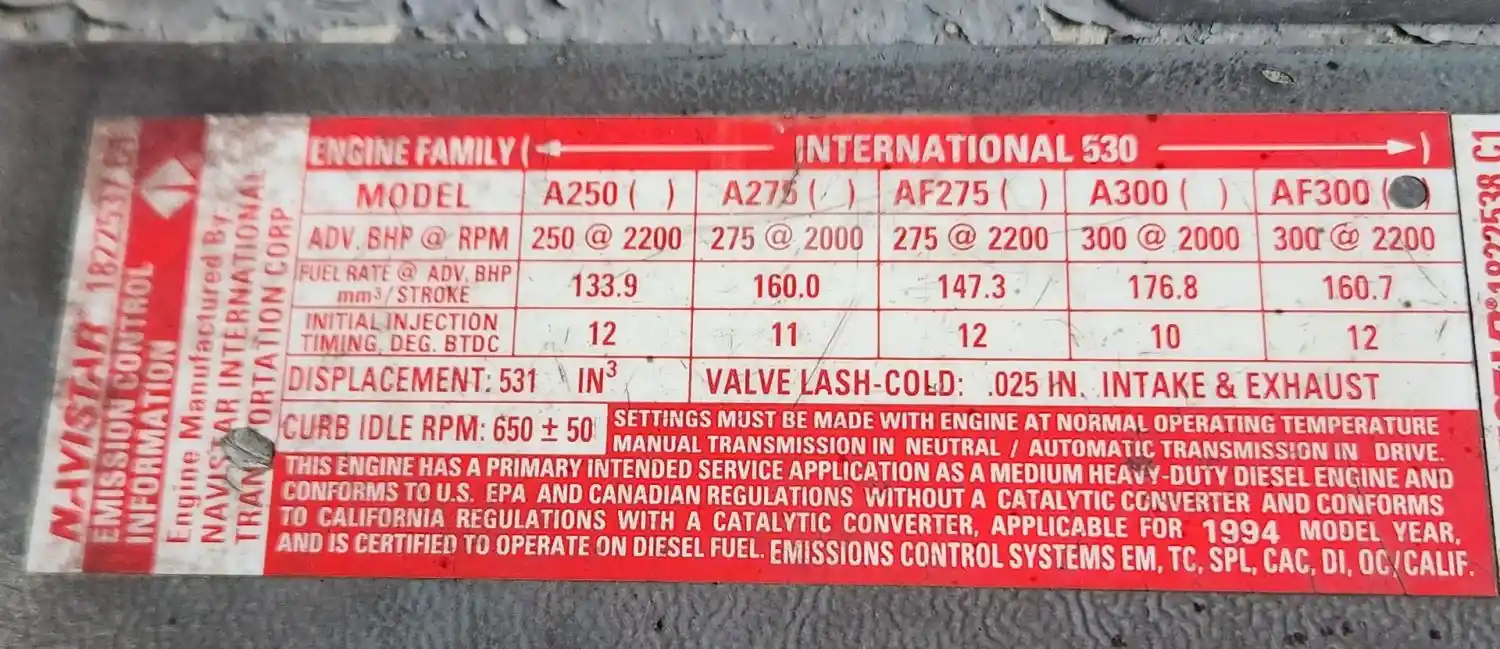 NAVISTAR® 1822537 C1
EMISSION CONTROL
INFORMATION
Engine Manufactured By:
NAVISTAR INTERNATIONAL
TRANSPORTATION CORP.
ENGINE FAMILY ( INTERNATIONAL 530 )
MODEL A250 ( ) A275 ( ) AF275 ( ) A300 ( ) AF300 ( )
ADV. BHP @ RPM 250 @ 2200 275 @ 2000 275 @ 2200 300 @ 2000 300 @ 2200
FUEL RATE @ ADV. BHP
mm³/STROKE 133.9 160.0 147.3 176.8 160.7
INITIAL INJECTION
TIMING, DEG. BTDC 12 11 12 10 12
DISPLACEMENT: 531 IN³ VALVE LASH-COLD: .025 IN. INTAKE & EXHAUST
CURB IDLE RPM: 650 ± 50
SETTINGS MUST BE MADE WITH ENGINE AT NORMAL OPERATING TEMPERATURE
MANUAL TRANSMISSION IN NEUTRAL / AUTOMATIC TRANSMISSION IN DRIVE.
THIS ENGINE HAS A PRIMARY INTENDED SERVICE APPLICATION AS A MEDIUM HEAVY-DUTY DIESEL ENGINE AND
CONFORMS TO U.S. EPA AND CANADIAN REGULATIONS WITHOUT A CATALYTIC CONVERTER AND CONFORMS
TO CALIFORNIA REGULATIONS WITH A CATALYTIC CONVERTER, APPLICABLE FOR 1994 MODEL YEAR,
AND IS CERTIFIED TO OPERATE ON DIESEL FUEL. EMISSIONS CONTROL SYSTEMS EM, TC, SPL, CAC, DI, OC/CALIF.
1822538 C1